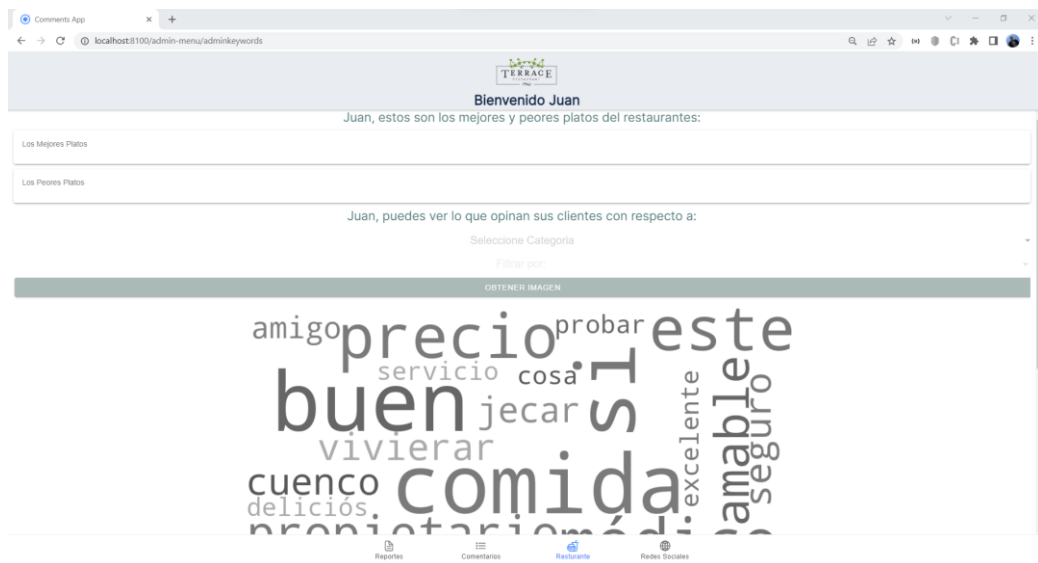 Comments App
localhost:8100/admin-menu/adminkeywords
TERRACE
Bienvenido Juan
Juan, estos son los mejores y peores platos del restaurantes:
Los Mejores Platos
Los Peores Platos
Juan, puedes ver lo que opinan sus clientes con respecto a:
Seleccione Categoria
Filtrar por:
OBTENER IMAGEN
amigo
precio
probar
este
servicio
cosa
si
buen
jecar
excelente
amable
seguro
vivierar
cuenco
comida
deliciós
propietario
Reportes
Comentarios
Resturante
Redes Sociales